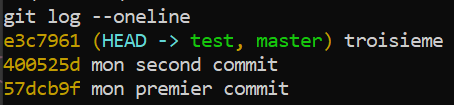 git log --oneline
e3c7961 (HEAD -> test, master) troisieme
400525d mon second commit
57dcb9f mon premier commit